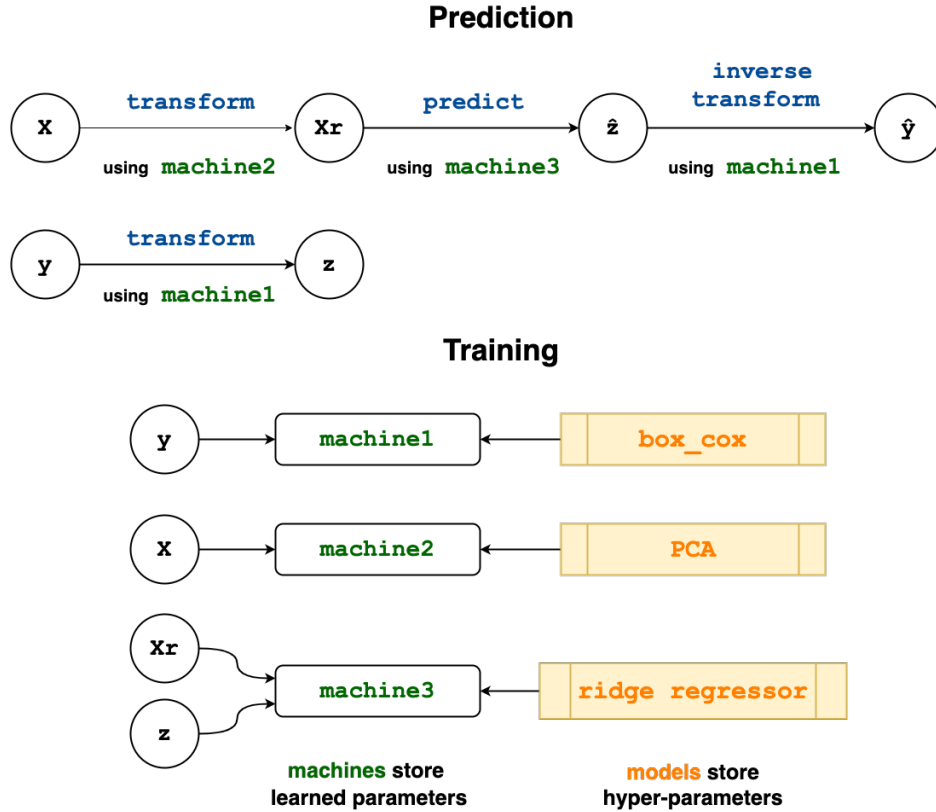 Prediction
inverse
transform predict transform
X Xr ẑ ŷ
using machine2 using machine3 using machine1
transform
y z
using machine1
Training
y machine1 box_cox
X machine2 PCA
Xr
machine3 ridge regressor
z
machines store models store
learned parameters hyper-parameters